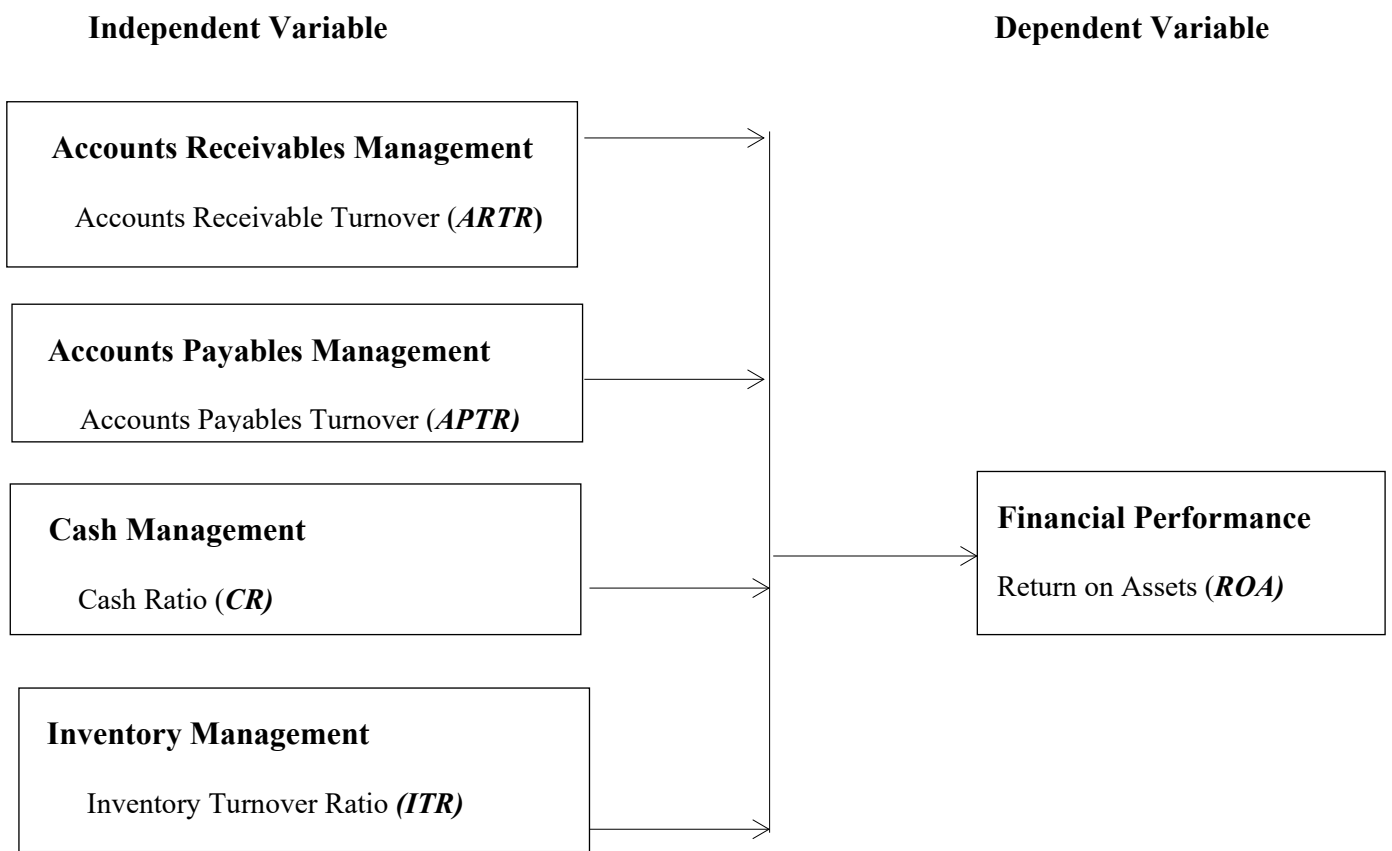 Independent Variable
Dependent Variable
Accounts Receivables Management
Accounts Receivable Turnover (ARTR)
Accounts Payables Management
Accounts Payables Turnover (APTR)
Cash Management
Cash Ratio (CR)
Financial Performance
Return on Assets (ROA)
Inventory Management
Inventory Turnover Ratio (ITR)